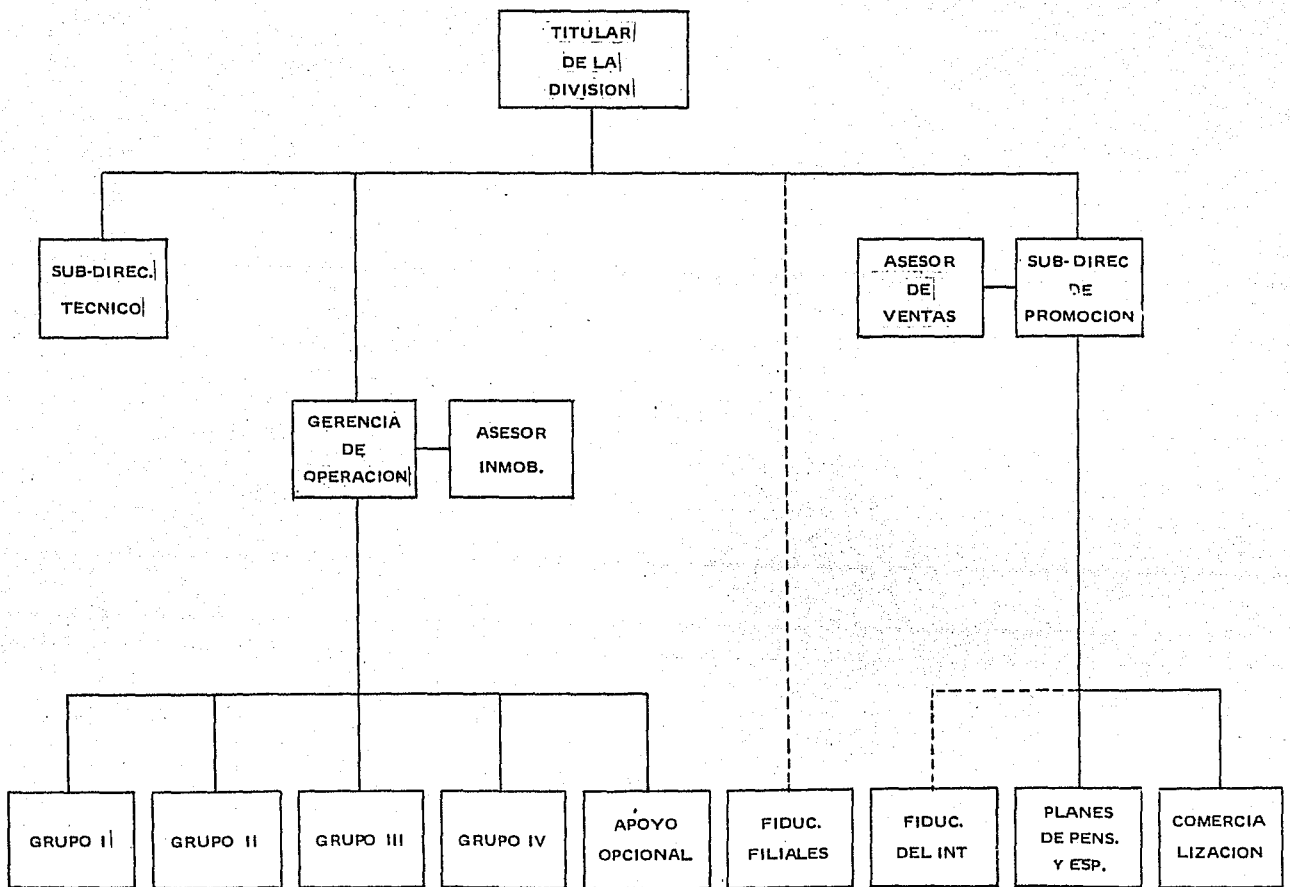 TITULAR
DE LA
DIVISION
SUB-DIREC.
TECNICO
ASESOR
DE
VENTAS
SUB-DIREC
DE
PROMOCION
GERENCIA
DE
OPERACION
ASESOR
INMOB.
GRUPO I
GRUPO II
GRUPO III
GRUPO IV
APOYO
OPCIONAL
FIDUC.
FILIALES
FIDUC.
DEL INT
PLANES
DE PENS.
Y ESP.
COMERCIA
LIZACION